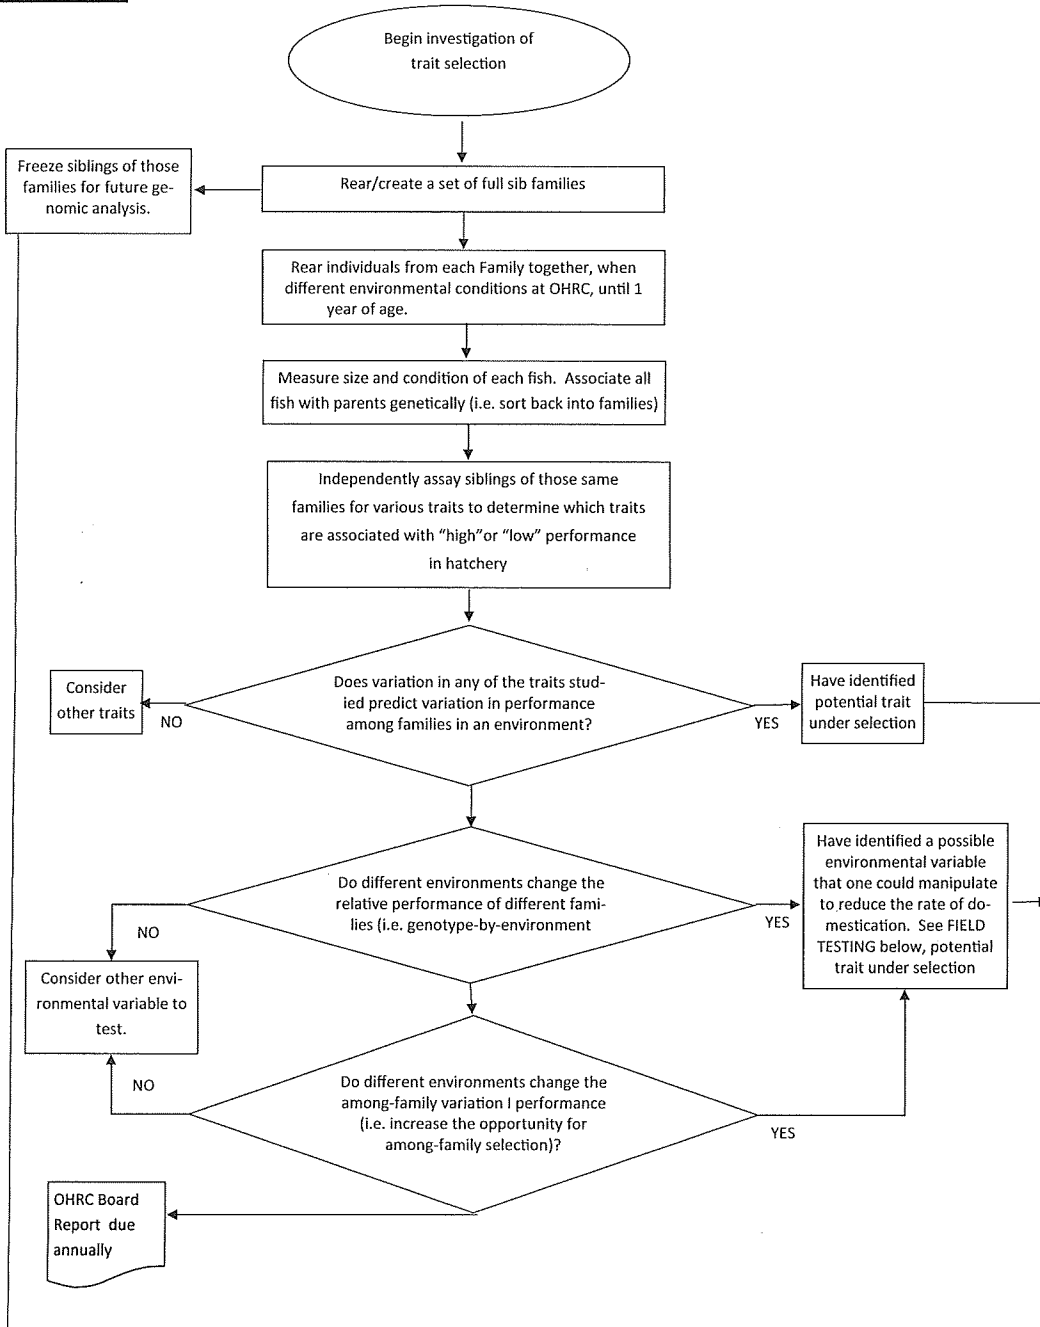 Begin investigation of
trait selection
Freeze siblings of those
families for future ge-
nomic analysis.
Rear/create a set of full sib families
Rear individuals from each Family together, when
different environmental conditions at OHRC, until 1
year of age.
Measure size and condition of each fish. Associate all
fish with parents genetically (i.e. sort back into families)
Independently assay siblings of those same
families for various traits to determine which traits
are associated with "high"or "low" performance
in hatchery
Does variation in any of the traits stud-
ied predict variation in performance
among families in an environment?
Consider
other traits
NO
YES
Have identified
potential trait
under selection
Do different environments change the
relative performance of different fami-
lies (i.e. genotype-by-environment
NO
YES
Have identified a possible
environmental variable
that one could manipulate
to reduce the rate of do-
mestication. See FIELD
TESTING below, potential
trait under selection
Consider other envi-
ronmental variable to
test.
NO
Do different environments change the
among-family variation I performance
(i.e. increase the opportunity for
among-family selection)?
YES
OHRC Board
Report due
annually